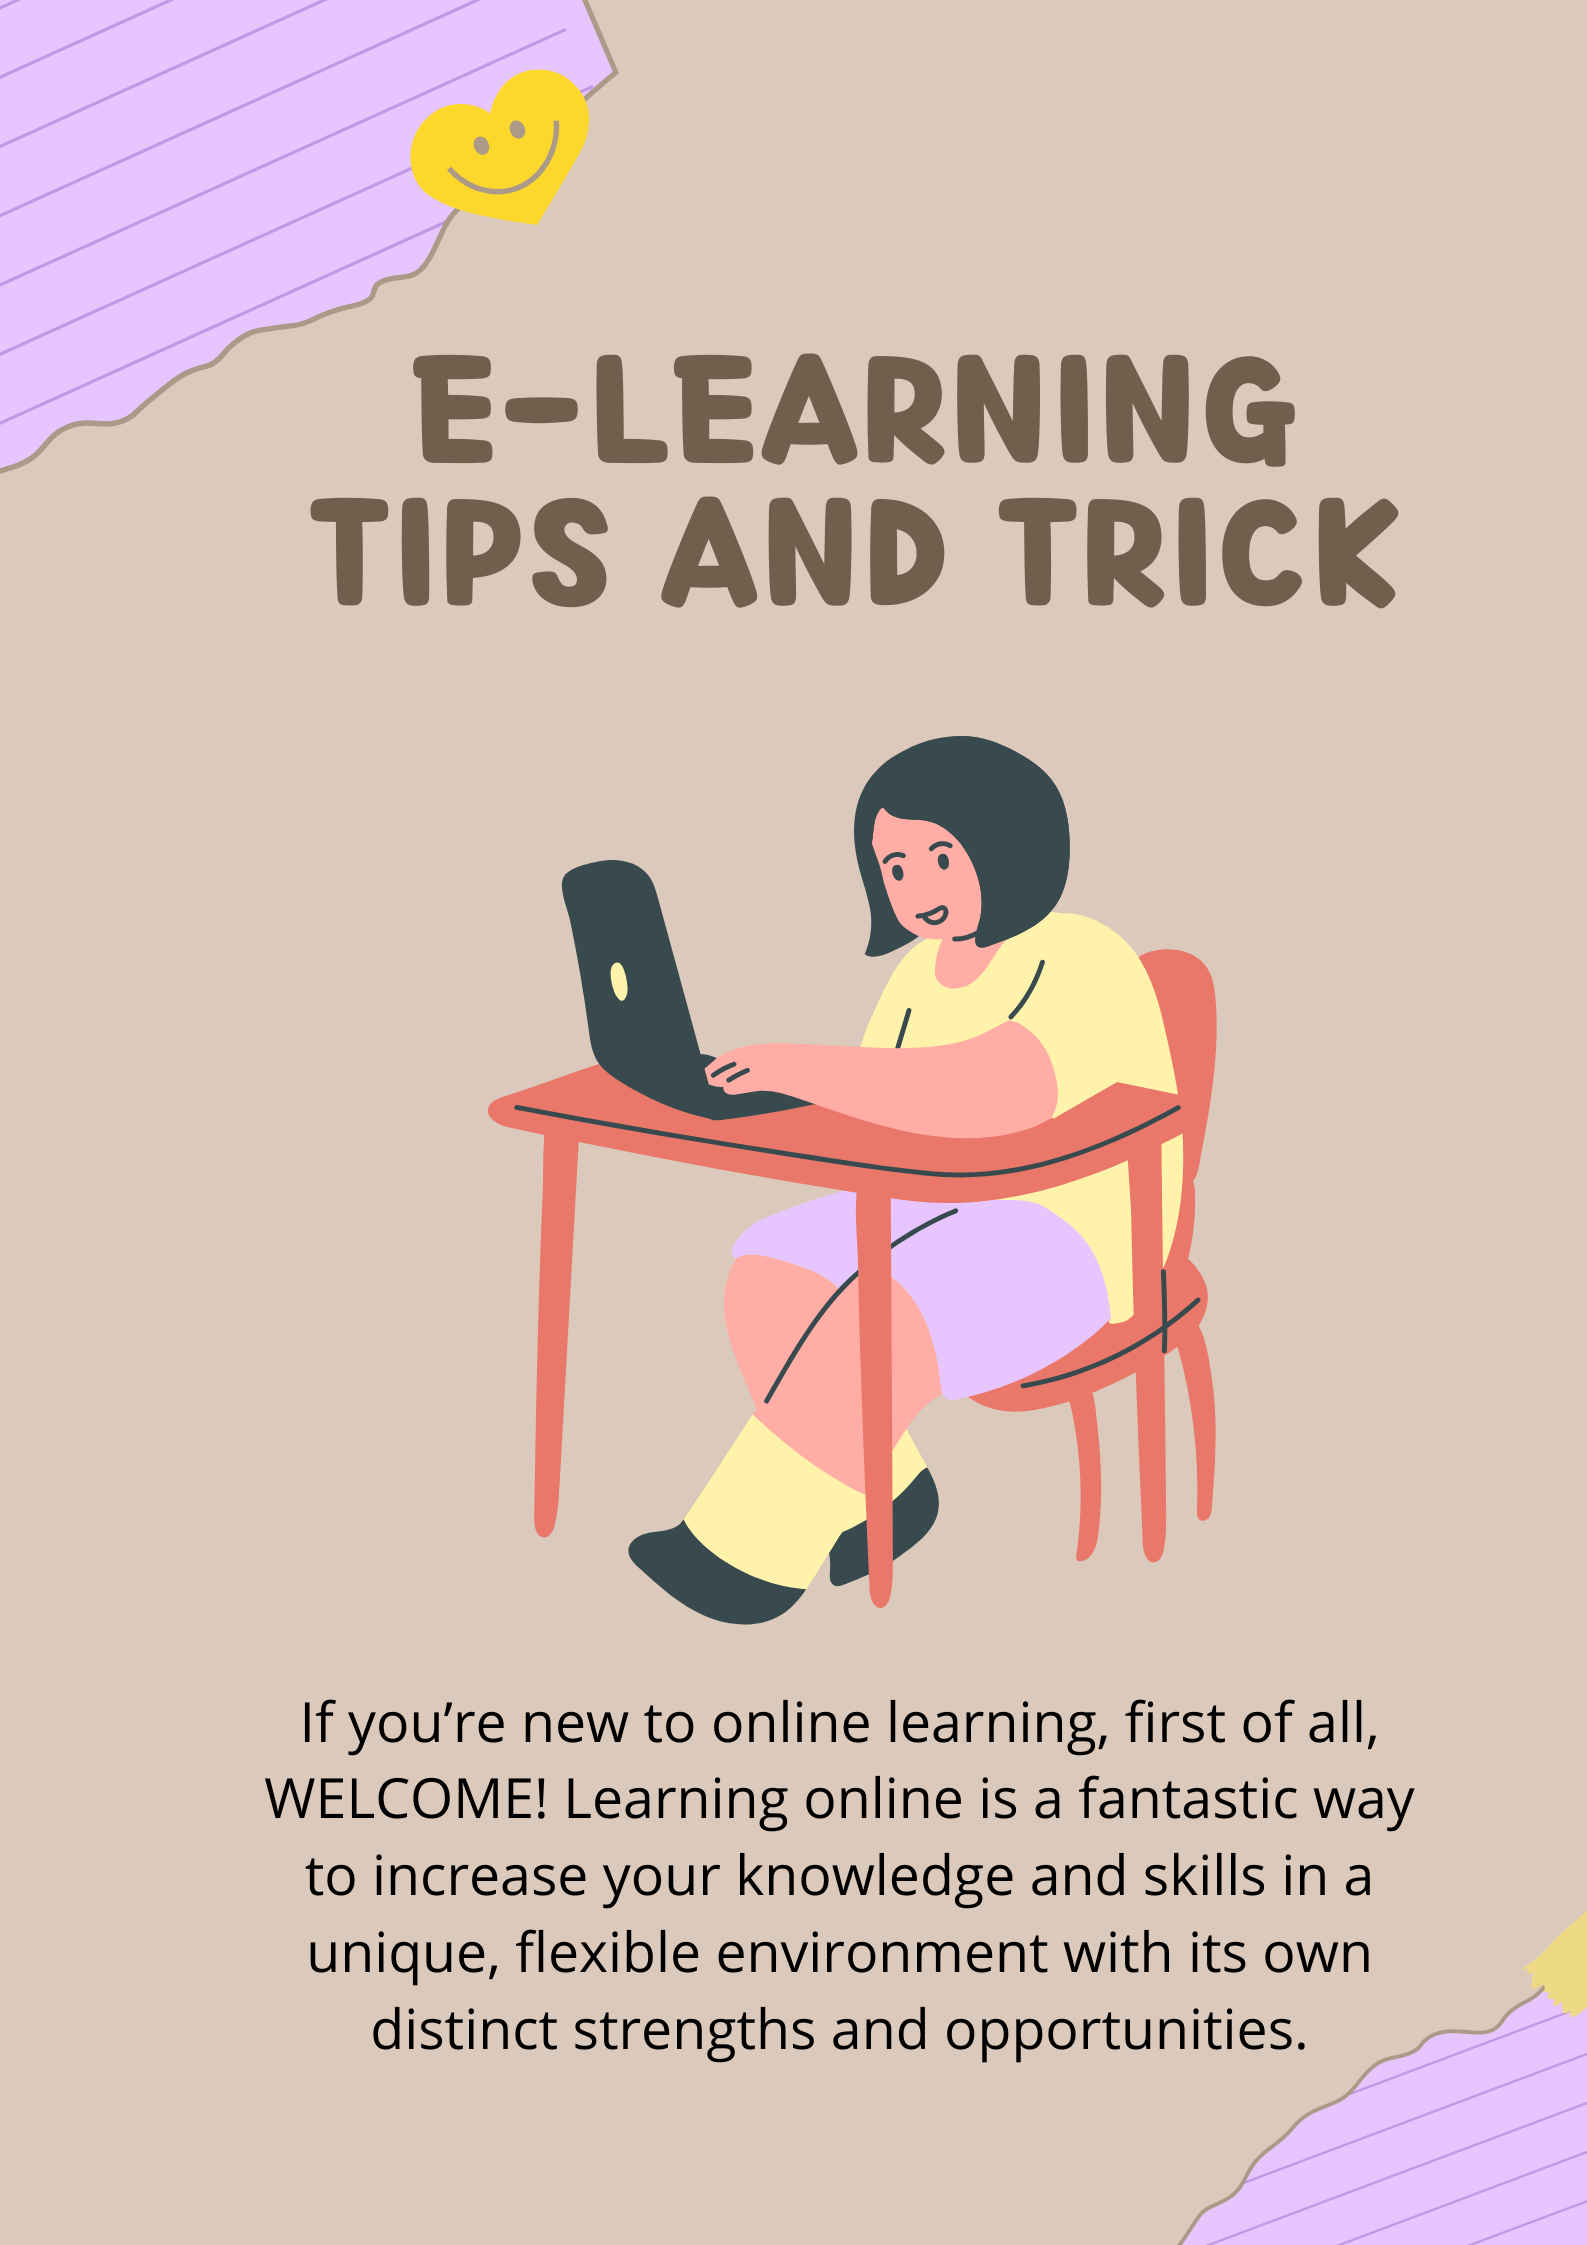 E-LEARNING
TIPS AND TRICK
If you’re new to online learning, first of all,
WELCOME! Learning online is a fantastic way
to increase your knowledge and skills in a
unique, flexible environment with its own
distinct strengths and opportunities.